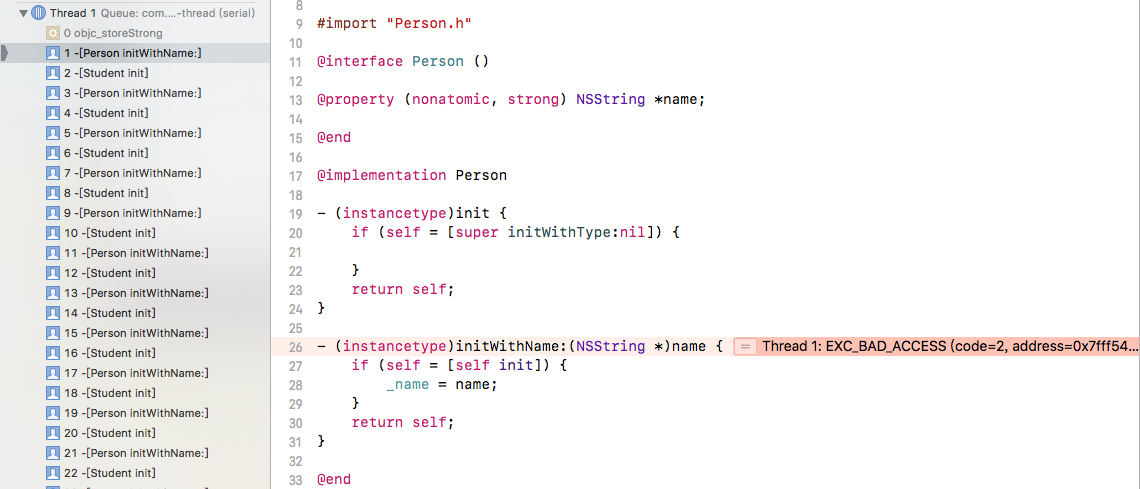 Thread 1 Queue: com....-thread (serial)
0 objc_storeStrong
1 -[Person initWithName:]
2 -[Student init]
3 -[Person initWithName:]
4 -[Student init]
5 -[Person initWithName:]
6 -[Student init]
7 -[Person initWithName:]
8 -[Student init]
9 -[Person initWithName:]
10 -[Student init]
11 -[Person initWithName:]
12 -[Student init]
13 -[Person initWithName:]
14 -[Student init]
15 -[Person initWithName:]
16 -[Student init]
17 -[Person initWithName:]
18 -[Student init]
19 -[Person initWithName:]
20 -[Student init]
21 -[Person initWithName:]
22 -[Student init]
8
9 #import "Person.h"
10
11 @interface Person ()
12
13 @property (nonatomic, strong) NSString *name;
14
15 @end
16
17 @implementation Person
18
19 - (instancetype)init {
20 if (self = [super initWithType:nil]) {
21
22 }
23 return self;
24 }
25
26 - (instancetype)initWithName:(NSString *)name { = Thread 1: EXC_BAD_ACCESS (code=2, address=0x7fff54...
27 if (self = [self init]) {
28 _name = name;
29 }
30 return self;
31 }
32
33 @end